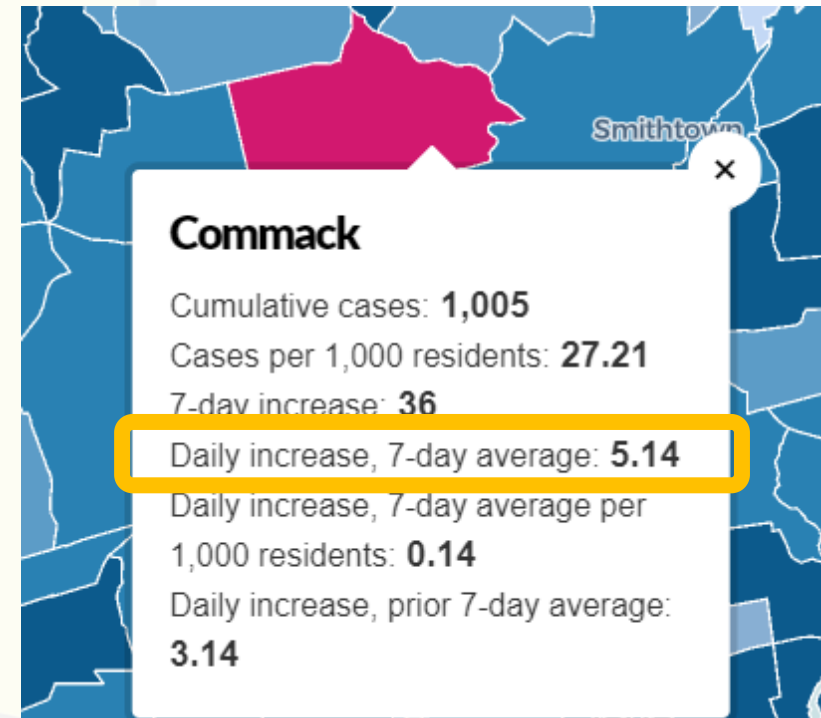 Smithtown
×
Commack
Cumulative cases: 1,005
Cases per 1,000 residents: 27.21
7-day increase: 36
Daily increase, 7-day average: 5.14
Daily increase, 7-day average per
1,000 residents: 0.14
Daily increase, prior 7-day average:
3.14